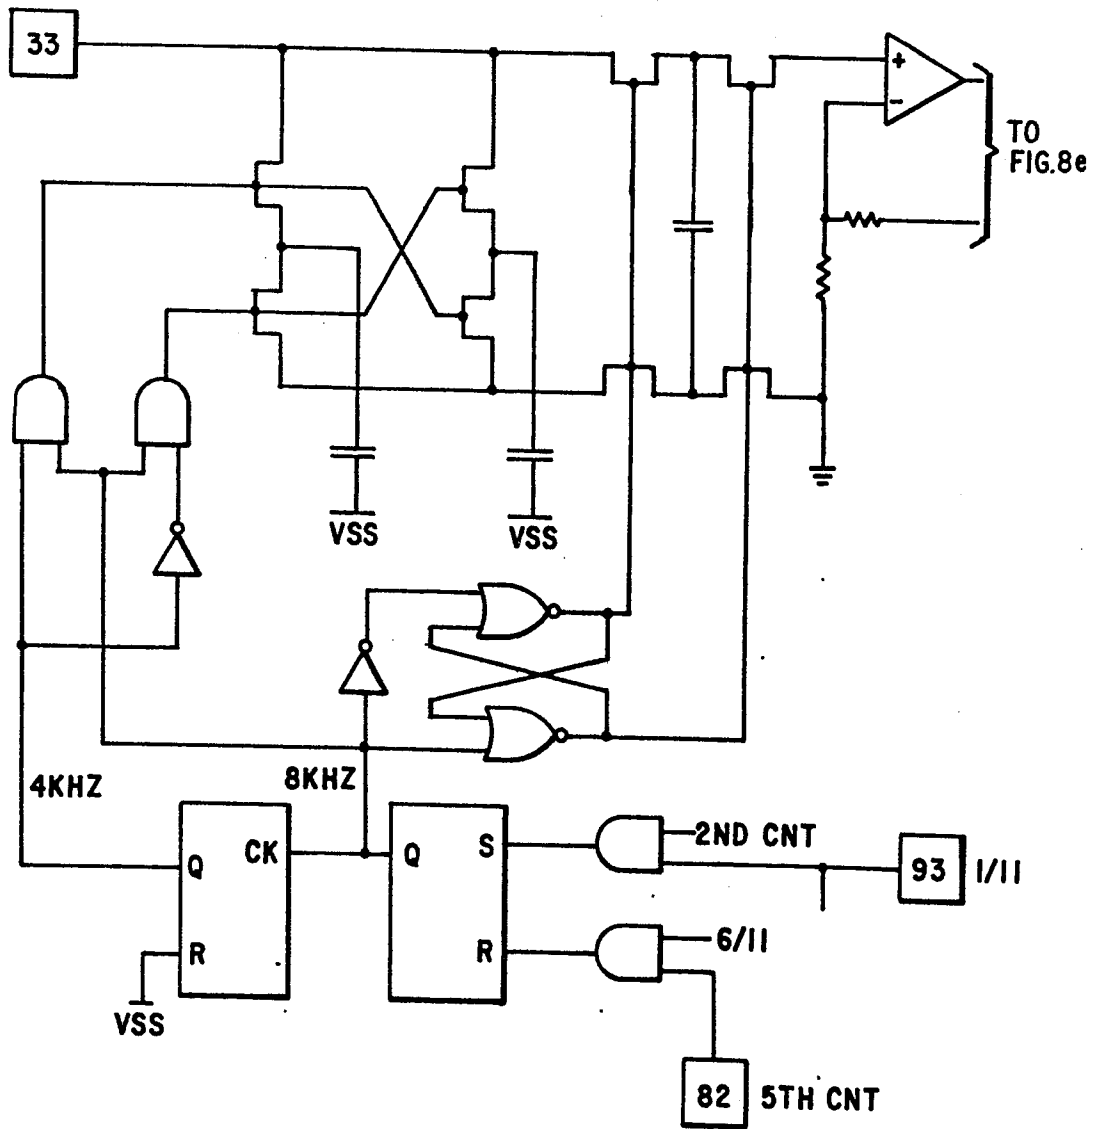 33
+
-
TO
FIG.8e
VSS
VSS
4KHZ
8KHZ
Q
CK
R
VSS
Q
S
R
2ND CNT
93
1/11
6/11
82
5TH CNT